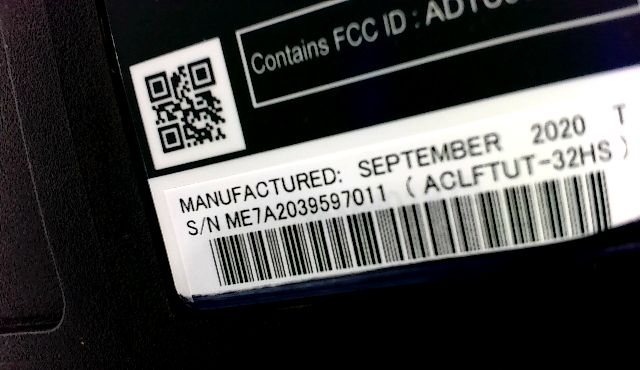 Contains FCC ID :
MANUFACTURED: SEPTEMBER 2020 T
S/N ME7A2039597011 ( ACLFTUT-32HS )